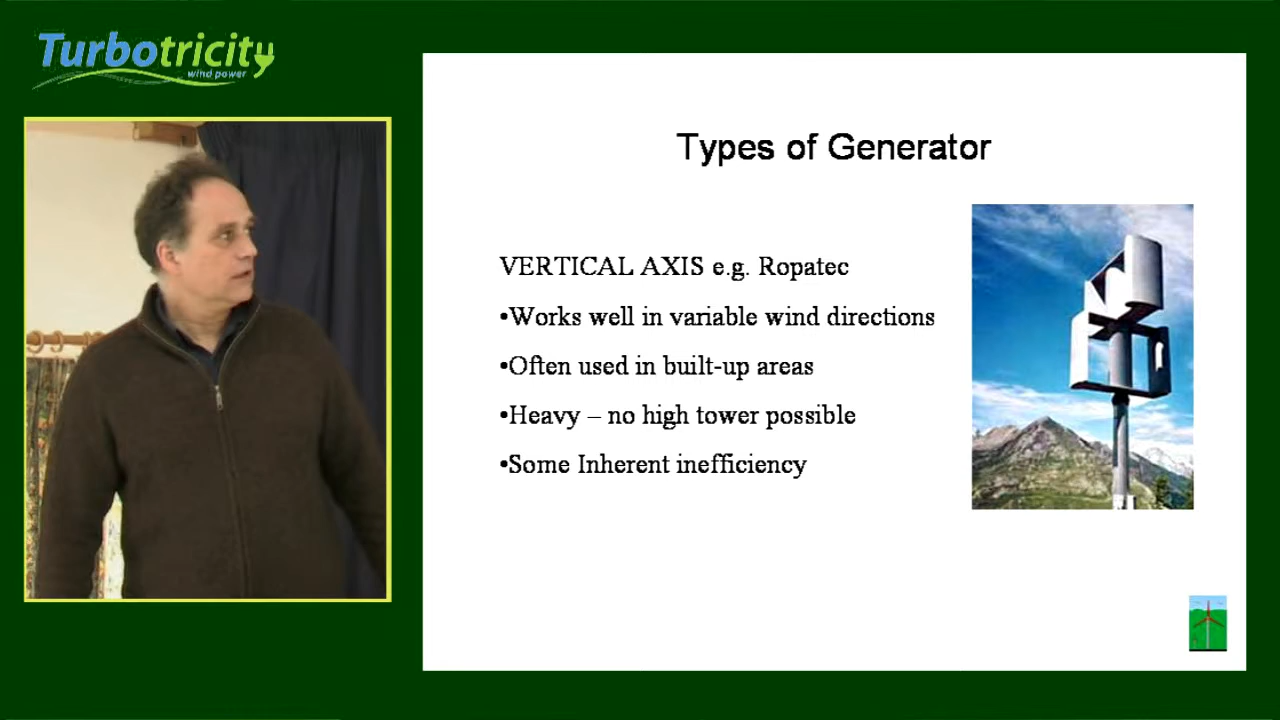 Turbotricity
wind power
Types of Generator
VERTICAL AXIS e.g. Ropatec
•Works well in variable wind directions
•Often used in built-up areas
•Heavy – no high tower possible
•Some Inherent inefficiency